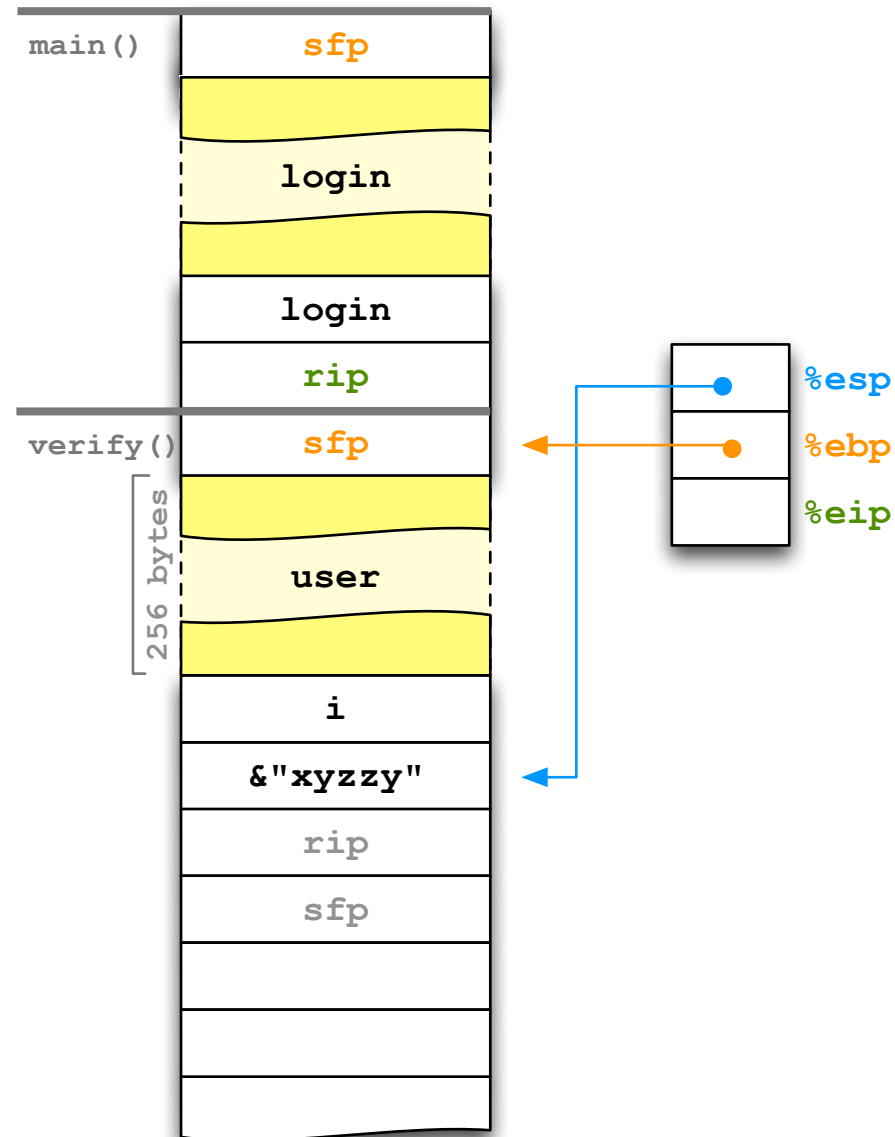 main() sfp
login
login
rip %esp
verify() sfp %ebp
%eip
256 bytes
user
i
&"xyzzy"
rip
sfp